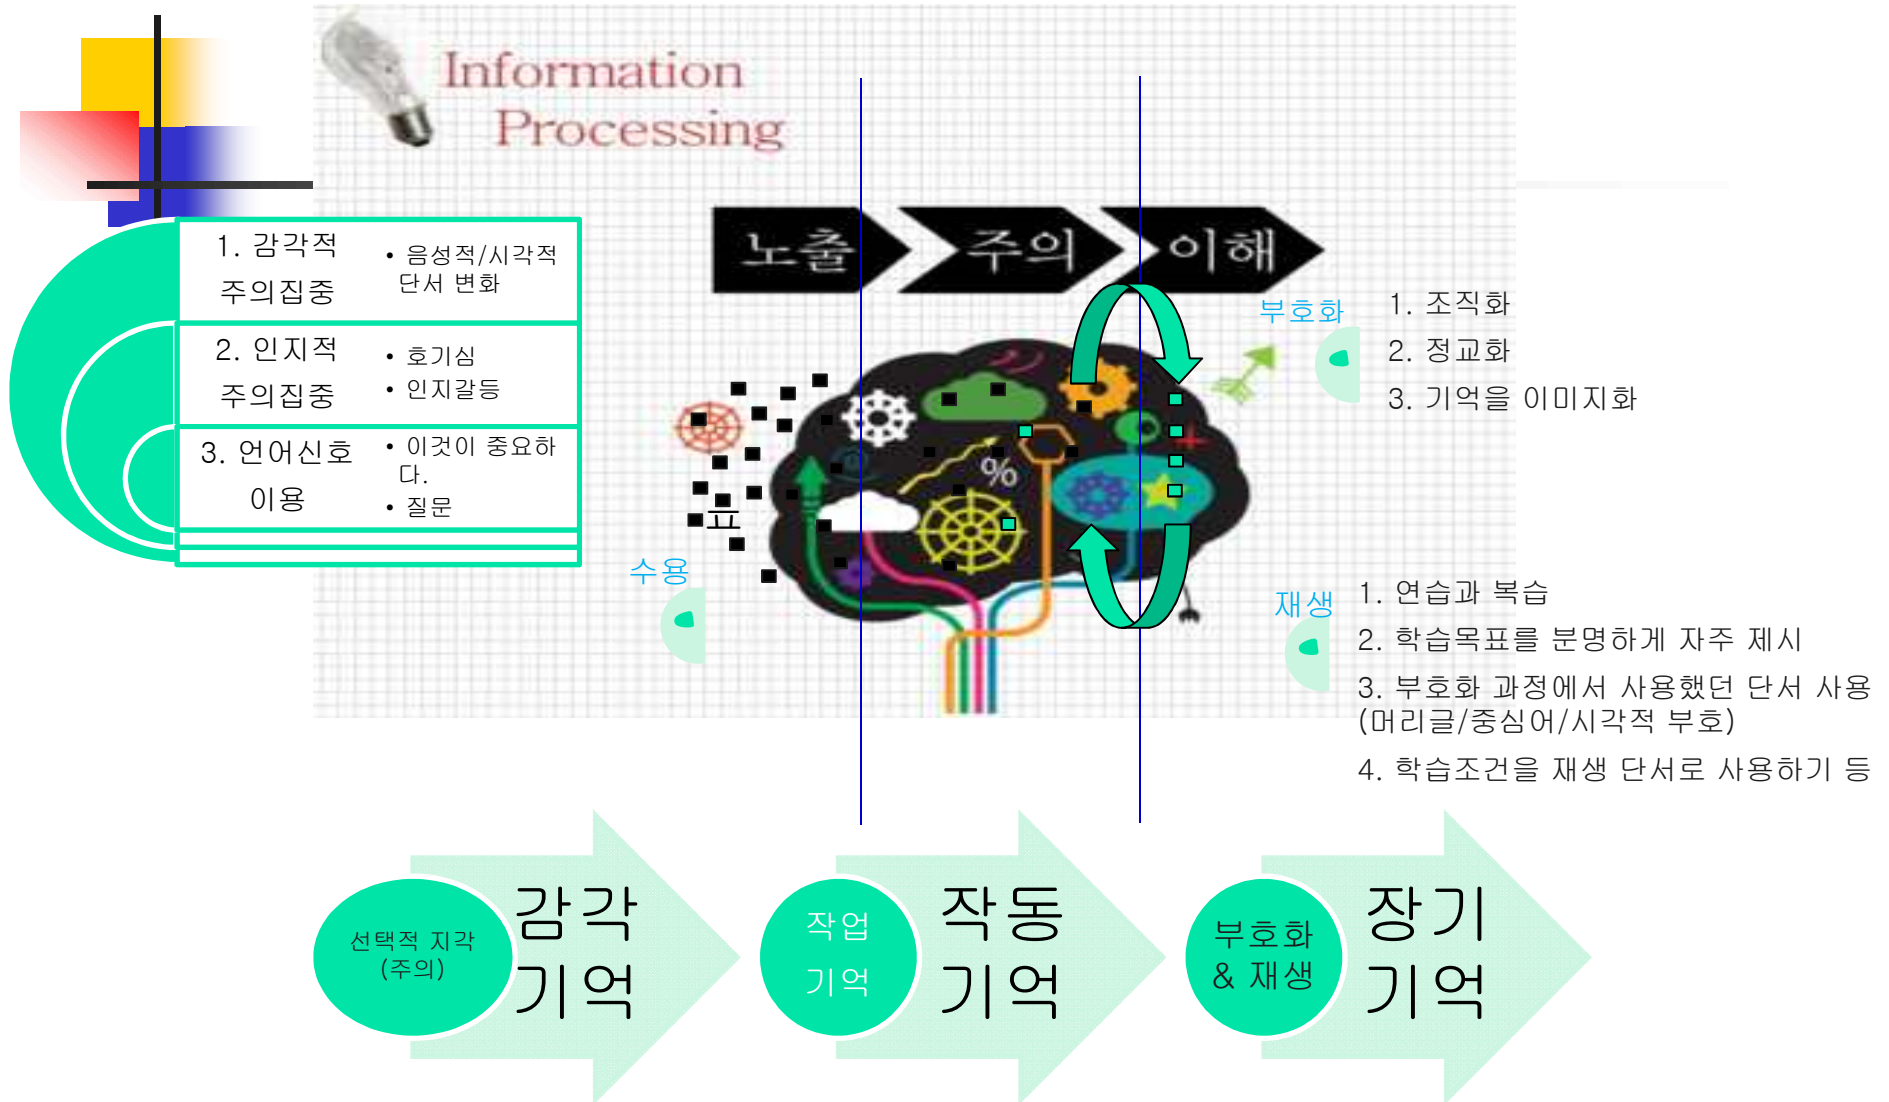 Information
Processing
노출
주의
이해
1. 감각적
주의집중
• 음성적/시각적
단서 변화
2. 인지적
주의집중
• 호기심
• 인지갈등
3. 언어신호
이용
• 이것이 중요하
다.
• 질문
부호화
1. 조직화
2. 정교화
3. 기억을 이미지화
%
수용
재생
1. 연습과 복습
2. 학습목표를 분명하게 자주 제시
3. 부호화 과정에서 사용했던 단서 사용
(머리글/중심어/시각적 부호)
4. 학습조건을 재생 단서로 사용하기 등
선택적 지각
(주의)
감각
기억
작업
기억
작동
기억
부호화
& 재생
장기
기억